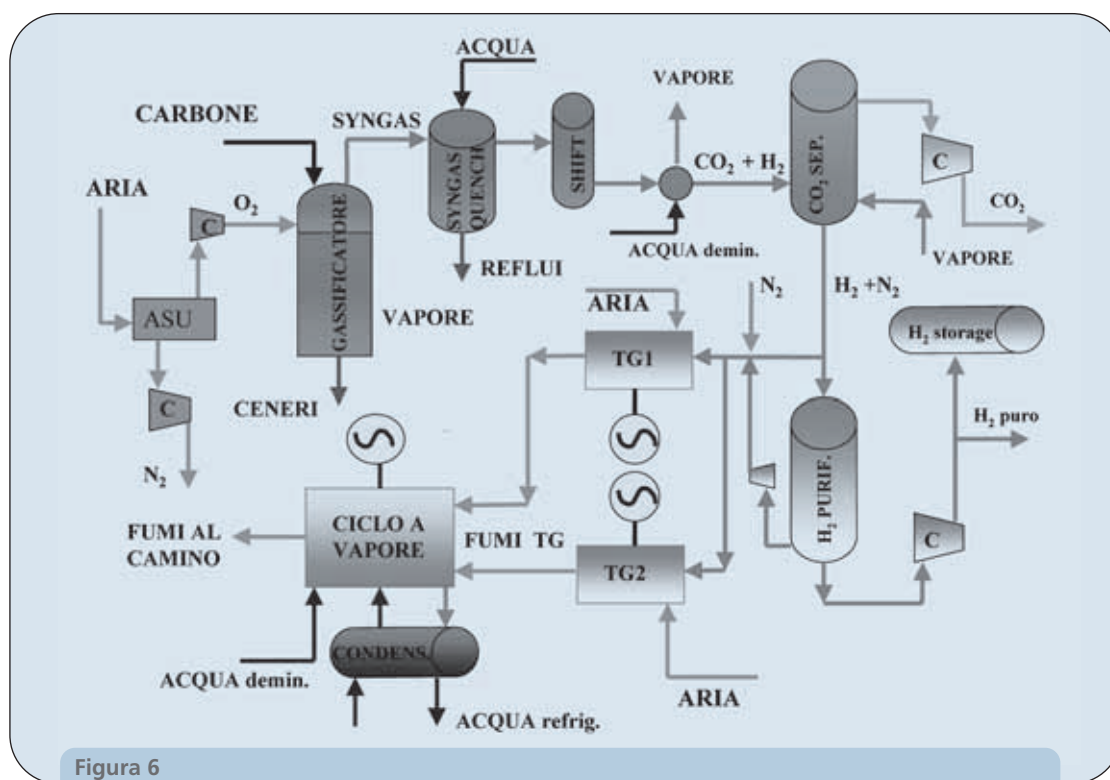 ACQUA
VAPORE
CARBONE
SYNGAS
SYNGAS
QUENCH
SHIFT
CO₂ + H₂
CO₂ SEP.
C
CO₂
ARIA
O₂
C
GASSIFICATORE
ACQUA demin.
VAPORE
REFLUI
ASU
VAPORE
ARIA
N₂
H₂ +N₂
H₂ storage
TG1
C
CENERI
H₂ puro
N₂
H₂ PURIF.
C
FUMI AL
CAMINO
CICLO A
VAPORE
FUMI TG
TG2
CONDENS.
ACQUA demin.
ACQUA refrig.
ARIA
Figura 6